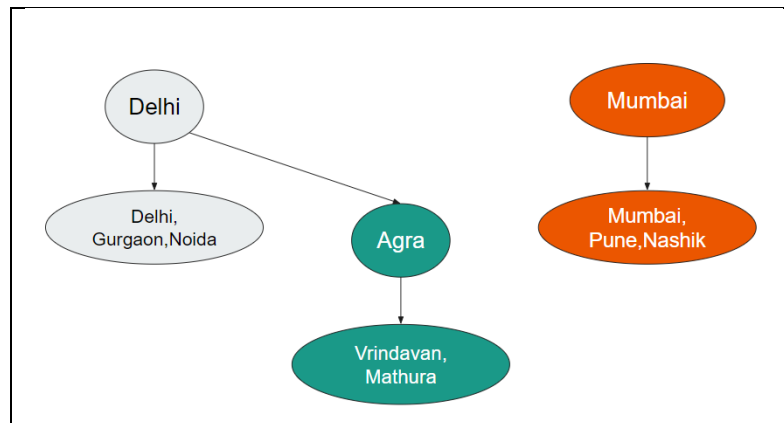 Delhi
Mumbai
Delhi,
Gurgaon,Noida
Mumbai,
Pune,Nashik
Agra
Vrindavan,
Mathura